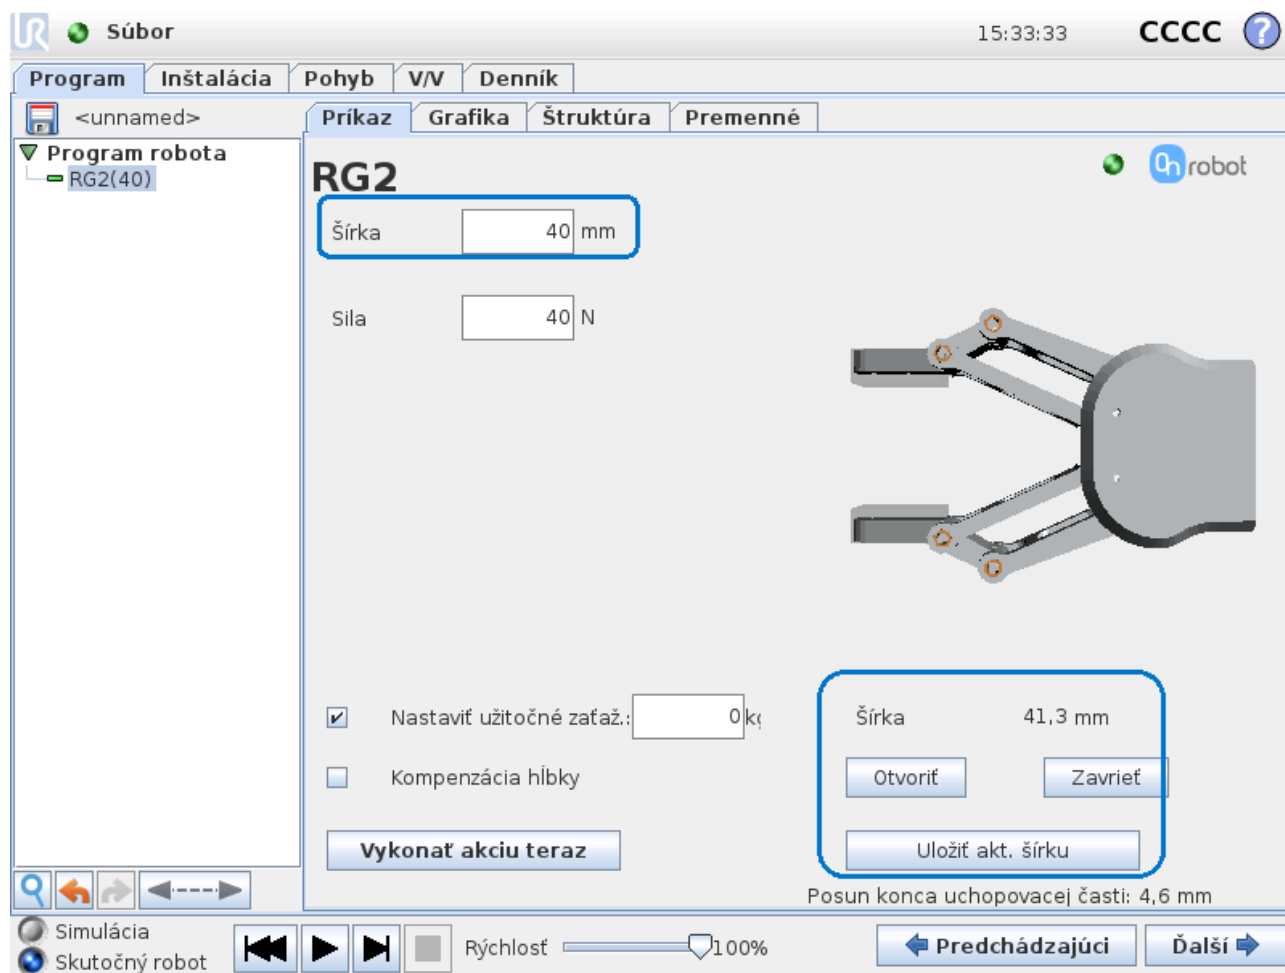 UR Súbor 15:33:33 CCCC ?
Program Inštalácia Pohyb V/V Denník
<unnamed> Príkaz Grafika Štruktúra Premenné
Program robota
RG2(40)
RG2
On robot
Šírka 40 mm
Sila 40 N
Nastaviť užitočné zaťaž.: 0 kg
Šírka 41,3 mm
Kompenzácia hĺbky
Otvoriť Zavrieť
Vykonať akciu teraz
Uložiť akt. šírku
Posun konca uchopovacej časti: 4,6 mm
Simulácia
Skutočný robot
Rýchlosť 100%
Predchádzajúci Ďalší